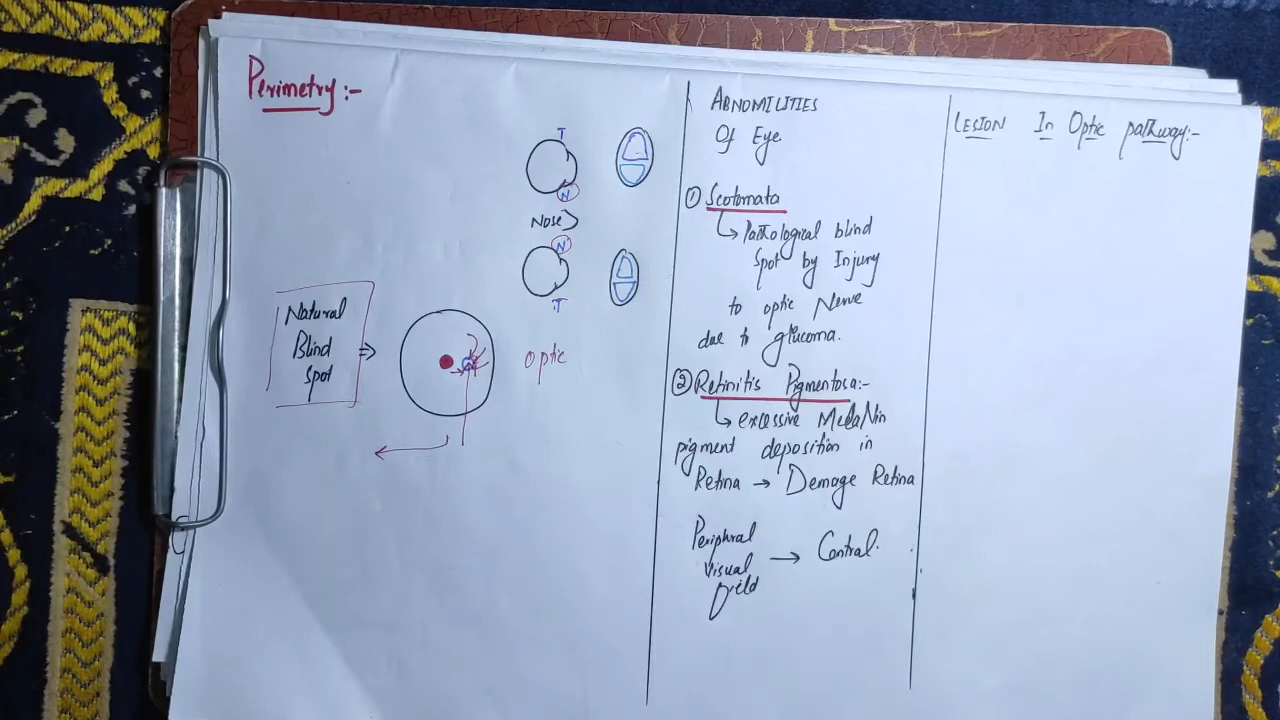 Perimetry:-
T
N
Nose
N
T
Natural
Blind
Spot
⇒
Optic
ABNOMILITIES
Of Eye
① Scotomata
↳ Pathological blind
Spot by Injury
to optic Nerve
due to glucoma.
② Retinitis Pigmentosa:-
↳ excessive MelaNin
pigment deposition in
Retina → Demage Retina
Periphral
Visual
field
→ Central.
LESION In Optic pathway:-